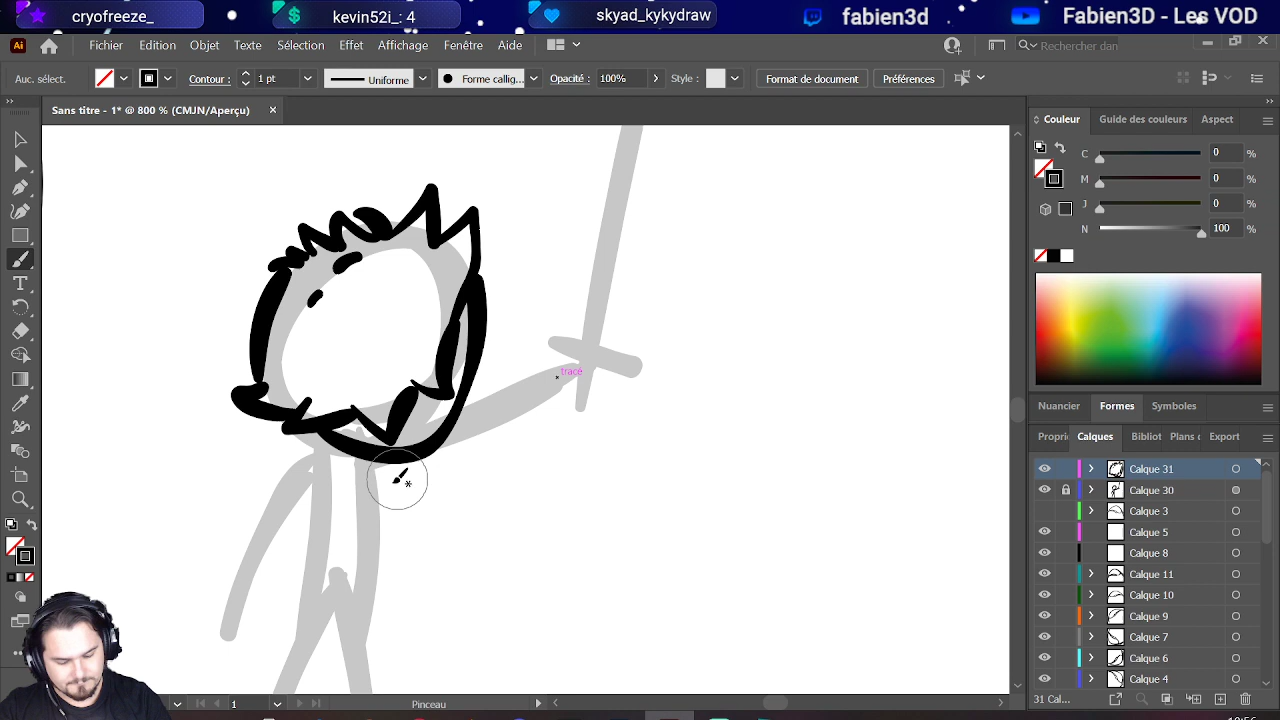 cryofreeze_
kevin52i_: 4
skyad_kykydraw
fabien3d
Fabien3D - Les VOD
Ai
Fichier Edition Objet Texte Sélection Effet Affichage Fenêtre Aide
Rechercher dan
Auc. sélect.
Contour :
1 pt
Uniforme
Forme callig...
Opacité :
100%
Style :
Format de document
Préférences
Sans titre - 1* @ 800 % (CMJN/Aperçu)
Couleur Guide des couleurs Aspect
C 0 %
M 0 %
J 0 %
N 100 %
tracé
Nuancier Formes Symboles
Propri Calques Bibliot Plans c Export
Calque 31
Calque 30
Calque 3
Calque 5
Calque 8
Calque 11
Calque 10
Calque 9
Calque 7
Calque 6
Calque 4
31 Cal...
1
Pinceau